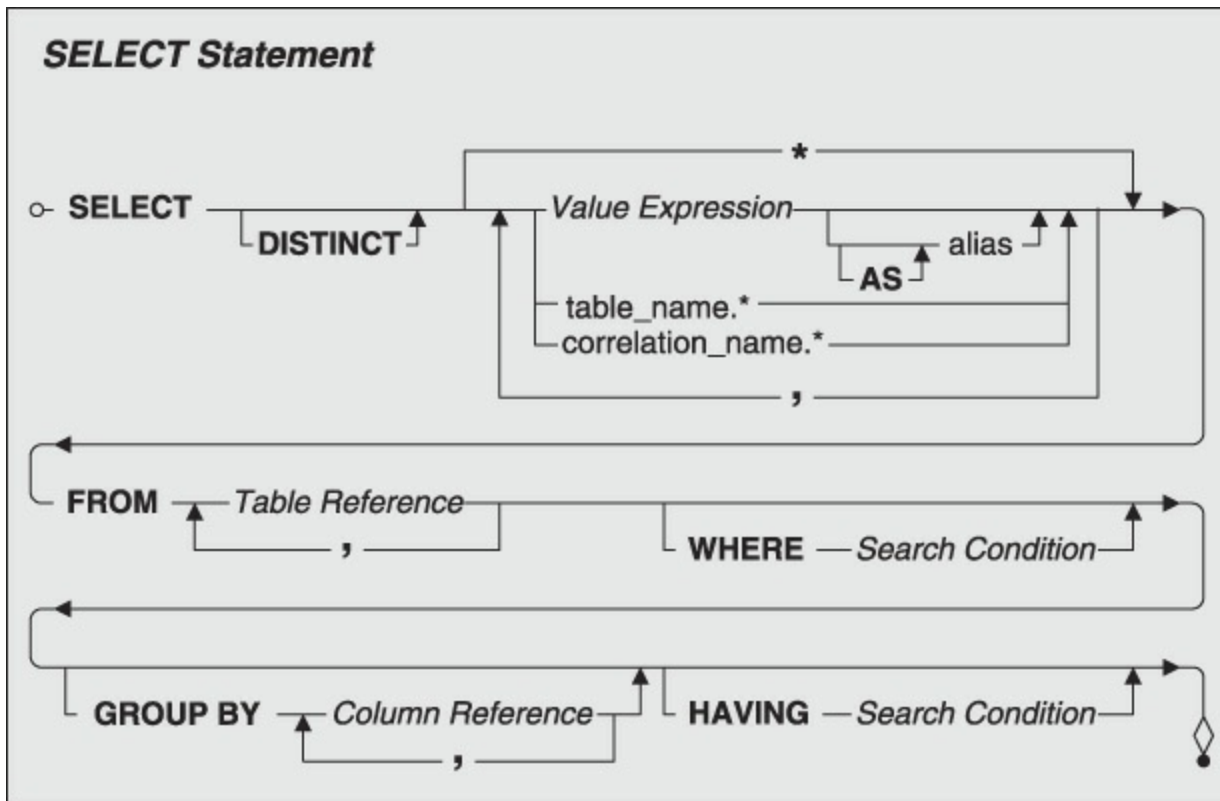 SELECT Statement
*
SELECT Value Expression
DISTINCT alias
AS
table_name.*
correlation_name.*
,
FROM Table Reference
, WHERE Search Condition
GROUP BY Column Reference HAVING Search Condition
,